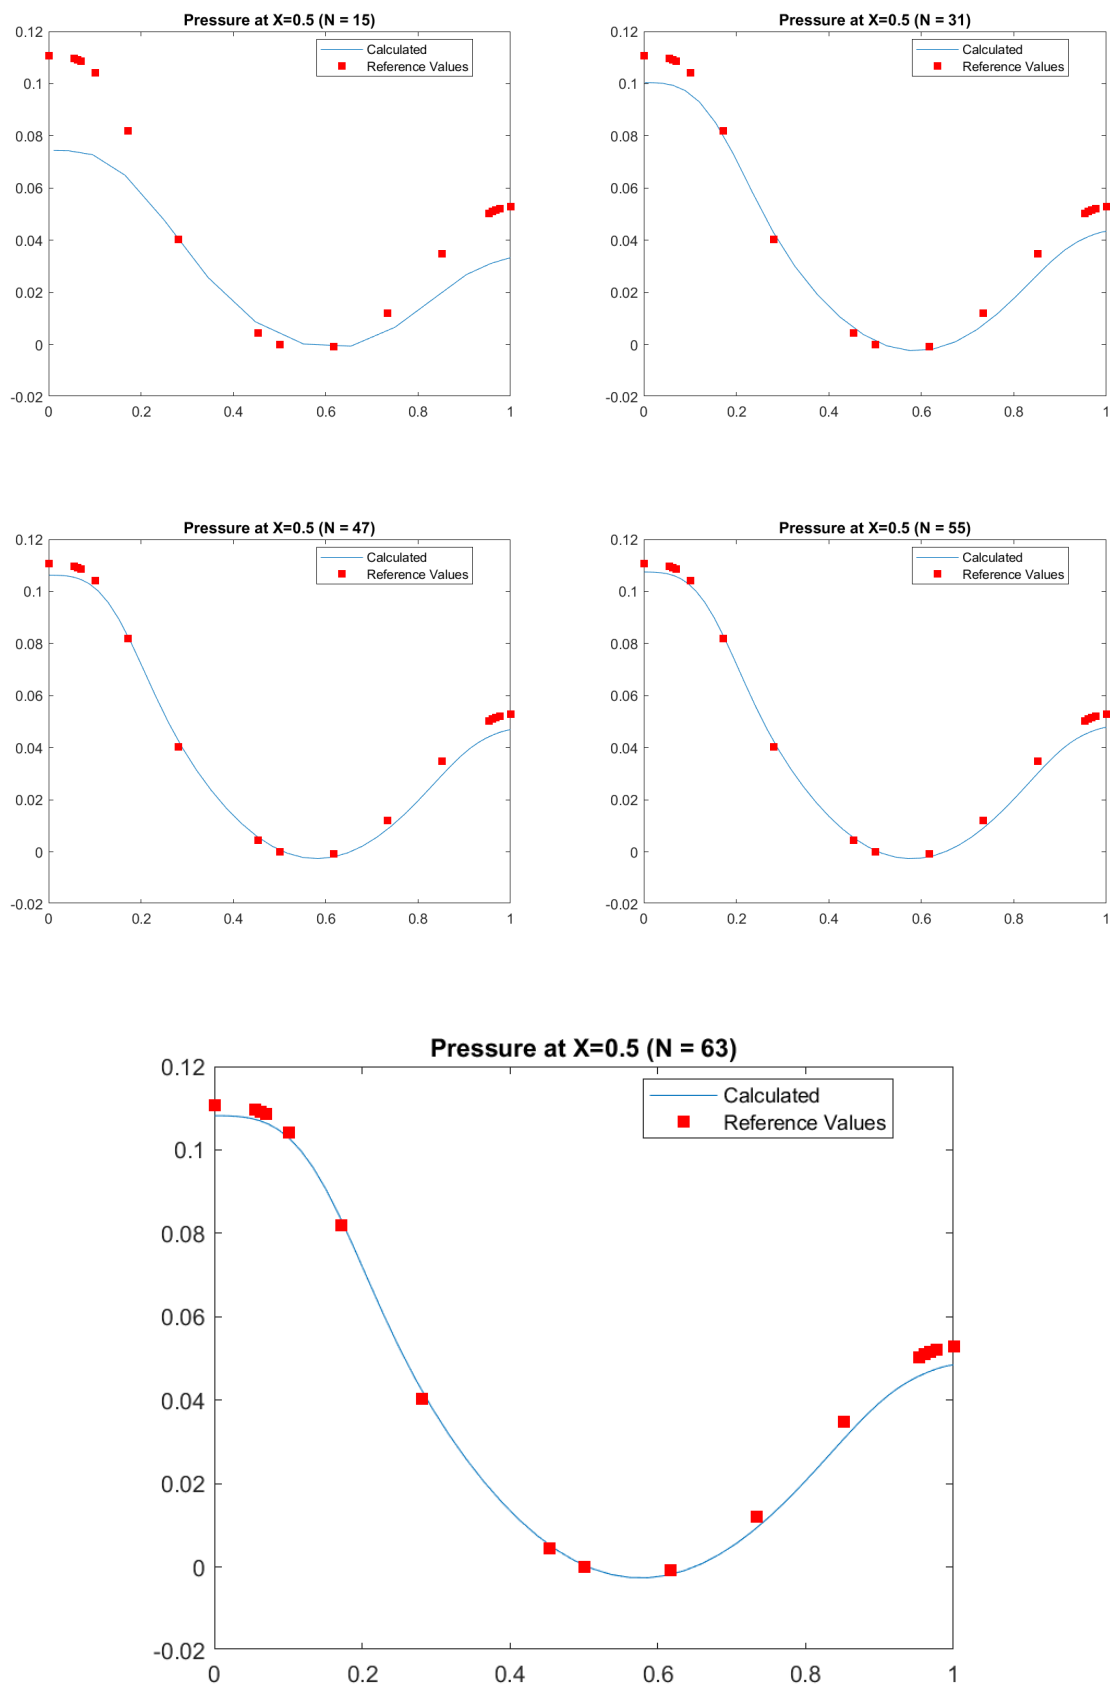 Pressure at X=0.5 (N = 15)
0.12
0.1
0.08
0.06
0.04
0.02
0
-0.02
0 0.2 0.4 0.6 0.8 1
Calculated
Reference Values
Pressure at X=0.5 (N = 31)
0.12
0.1
0.08
0.06
0.04
0.02
0
-0.02
0 0.2 0.4 0.6 0.8 1
Calculated
Reference Values
Pressure at X=0.5 (N = 47)
0.12
0.1
0.08
0.06
0.04
0.02
0
-0.02
0 0.2 0.4 0.6 0.8 1
Calculated
Reference Values
Pressure at X=0.5 (N = 55)
0.12
0.1
0.08
0.06
0.04
0.02
0
-0.02
0 0.2 0.4 0.6 0.8 1
Calculated
Reference Values
Pressure at X=0.5 (N = 63)
0.12
0.1
0.08
0.06
0.04
0.02
0
-0.02
0 0.2 0.4 0.6 0.8 1
Calculated
Reference Values